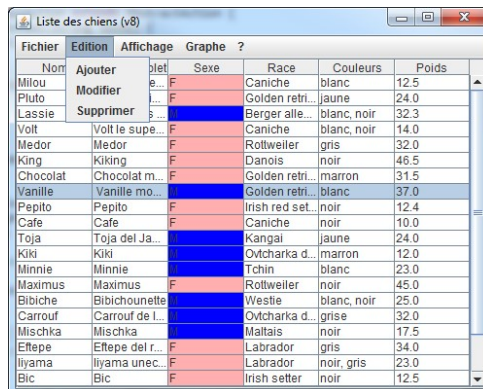 Liste des chiens (v8)
Fichier Edition Affichage Graphe ?
Ajouter
Modifier
Supprimer
Sexe Race Couleurs Poids
Milou F Caniche blanc 12.5
Pluto F Golden retri... jaune 24.0
Lassie M Berger alle... blanc, noir 32.3
Volt Volt le supe... F Caniche blanc, noir 14.0
Medor Medor F Rottweiler gris 32.0
King Kiking F Danois noir 46.5
Chocolat Chocolat m... F Golden retri... marron 31.5
Vanille Vanille mo... M Golden retri... blanc 37.0
Pepito Pepito F Irish red set... noir 12.4
Cafe Cafe F Caniche noir 10.0
Toja Toja del Ja... M Kangai jaune 24.0
Kiki Kiki M Ovtcharka d... marron 12.0
Minnie Minnie M Tchin blanc 23.0
Maximus Maximus F Rottweiler noir 45.0
Bibiche Bibichounette M Westie blanc, noir 25.0
Carrouf Carrouf de l... M Ovtcharka d... grise 32.0
Mischka Mischka M Maltais noir 17.5
Eftepe Eftepe del r... F Labrador gris 34.0
Iiyama Iiyama unec... F Labrador noir, gris 23.0
Bic Bic F Irish setter noir 12.5